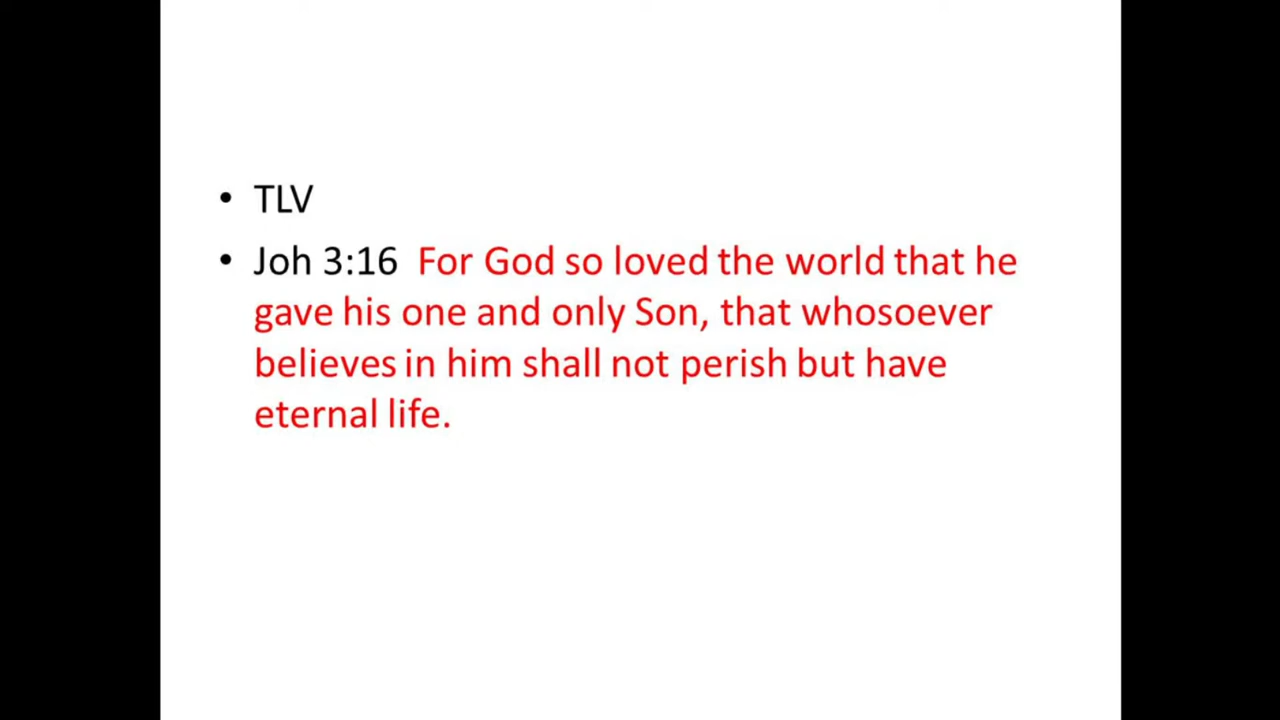 • TLV
• Joh 3:16  For God so loved the world that he
gave his one and only Son, that whosoever
believes in him shall not perish but have
eternal life.